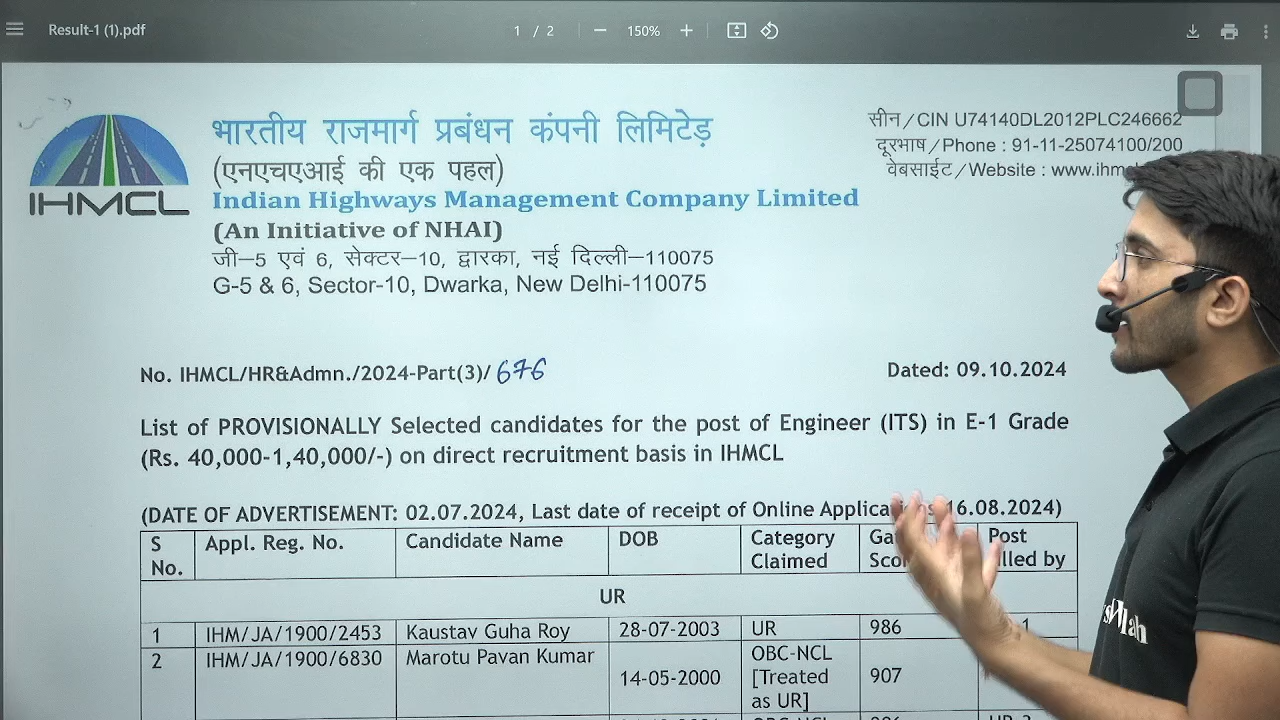 Result-1 (1).pdf
1 / 2
150%
भारतीय राजमार्ग प्रबंधन कंपनी लिमिटेड़
(एनएचएआई की एक पहल)
Indian Highways Management Company Limited
(An Initiative of NHAI)
जी–5 एवं 6, सेक्टर–10, द्वारका, नई दिल्ली–110075
G-5 & 6, Sector-10, Dwarka, New Delhi-110075
IHMCL
सीन/CIN U74140DL2012PLC246662
दूरभाष/Phone : 91-11-25074100/200
वेबसाईट/Website :
No. IHMCL/HR&Admn./2024-Part(3)/ 676
Dated: 09.10.2024
List of PROVISIONALLY Selected candidates for the post of Engineer (ITS) in E-1 Grade
(Rs. 40,000-1,40,000/-) on direct recruitment basis in IHMCL
(DATE OF ADVERTISEMENT: 02.07.2024, Last date of receipt of Online 16.08.2024)
S No. Appl. Reg. No. Candidate Name DOB Category Claimed Post by
UR
1 IHM/JA/1900/2453 Kaustav Guha Roy 28-07-2003 UR 986 1
2 IHM/JA/1900/6830 Marotu Pavan Kumar 14-05-2000 OBC-NCL [Treated as UR] 907